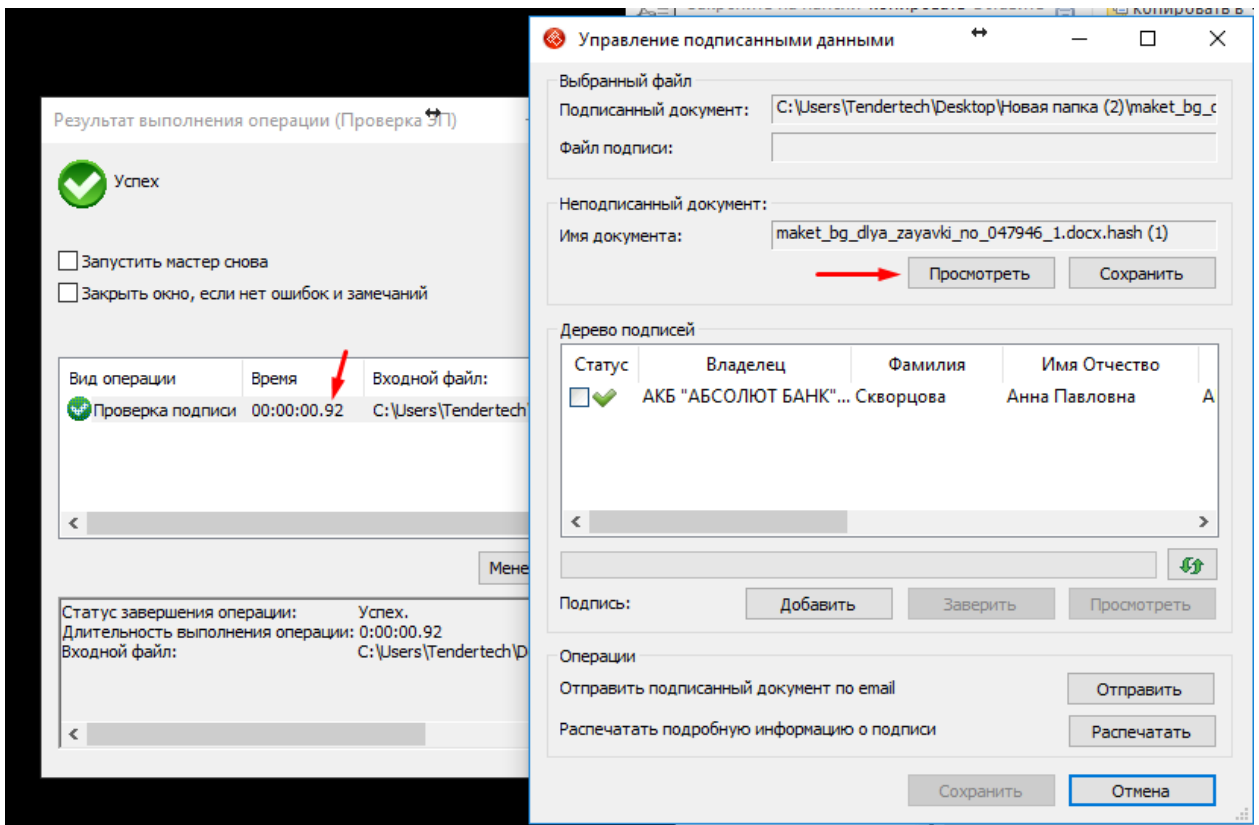 копировать в
Результат выполнения операции (Проверка ЭП)
Успех
Запустить мастер снова
Закрыть окно, если нет ошибок и замечаний
Вид операции Время Входной файл:
Проверка подписи 00:00:00.92 C:\Users\Tendertech\
Мене
Статус завершения операции: Успех.
Длительность выполнения операции: 0:00:00.92
Входной файл: C:\Users\Tendertech\D
Управление подписанными данными
Выбранный файл
Подписанный документ: C:\Users\Tendertech\Desktop\Новая папка (2)\maket_bg_c
Файл подписи:
Неподписанный документ:
Имя документа: maket_bg_dlya_zayavki_no_047946_1.docx.hash (1)
Просмотреть Сохранить
Дерево подписей
Статус Владелец Фамилия Имя Отчество
АКБ "АБСОЛЮТ БАНК"... Скворцова Анна Павловна А
Подпись: Добавить Заверить Просмотреть
Операции
Отправить подписанный документ по email Отправить
Распечатать подробную информацию о подписи Распечатать
Сохранить Отмена